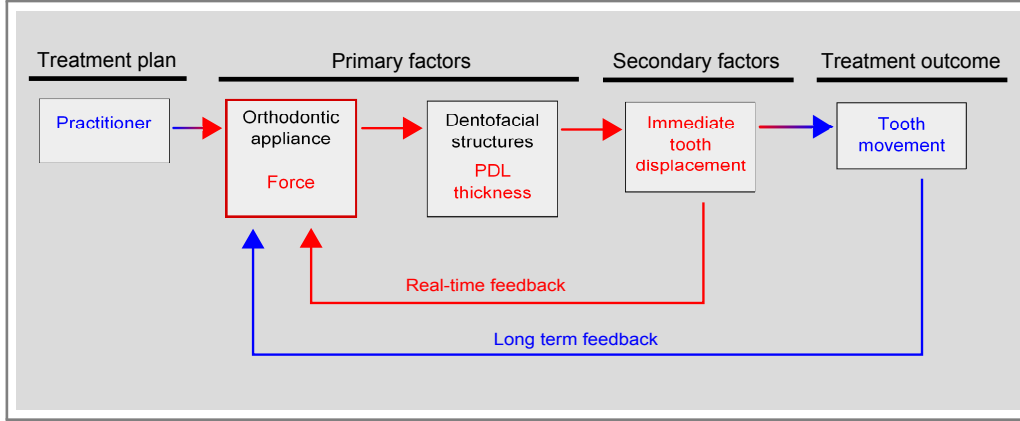 Treatment plan
Primary factors
Secondary factors
Treatment outcome
Practitioner
Orthodontic
appliance
Force
Dentofacial
structures
PDL
thickness
Immediate
tooth
displacement
Tooth
movement
Real-time feedback
Long term feedback